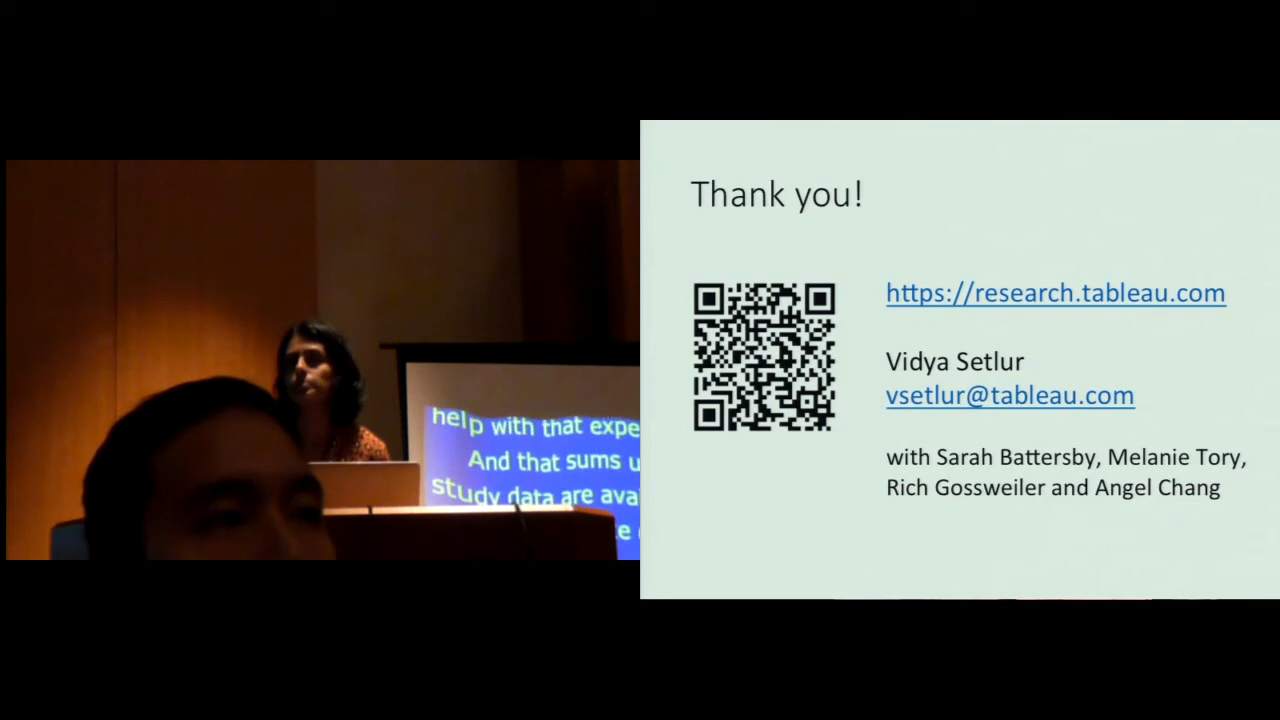 help with that expe
And that sums u
study data are ava
Thank you!
https://research.tableau.com
Vidya Setlur
vsetlur@tableau.com
with Sarah Battersby, Melanie Tory,
Rich Gossweiler and Angel Chang